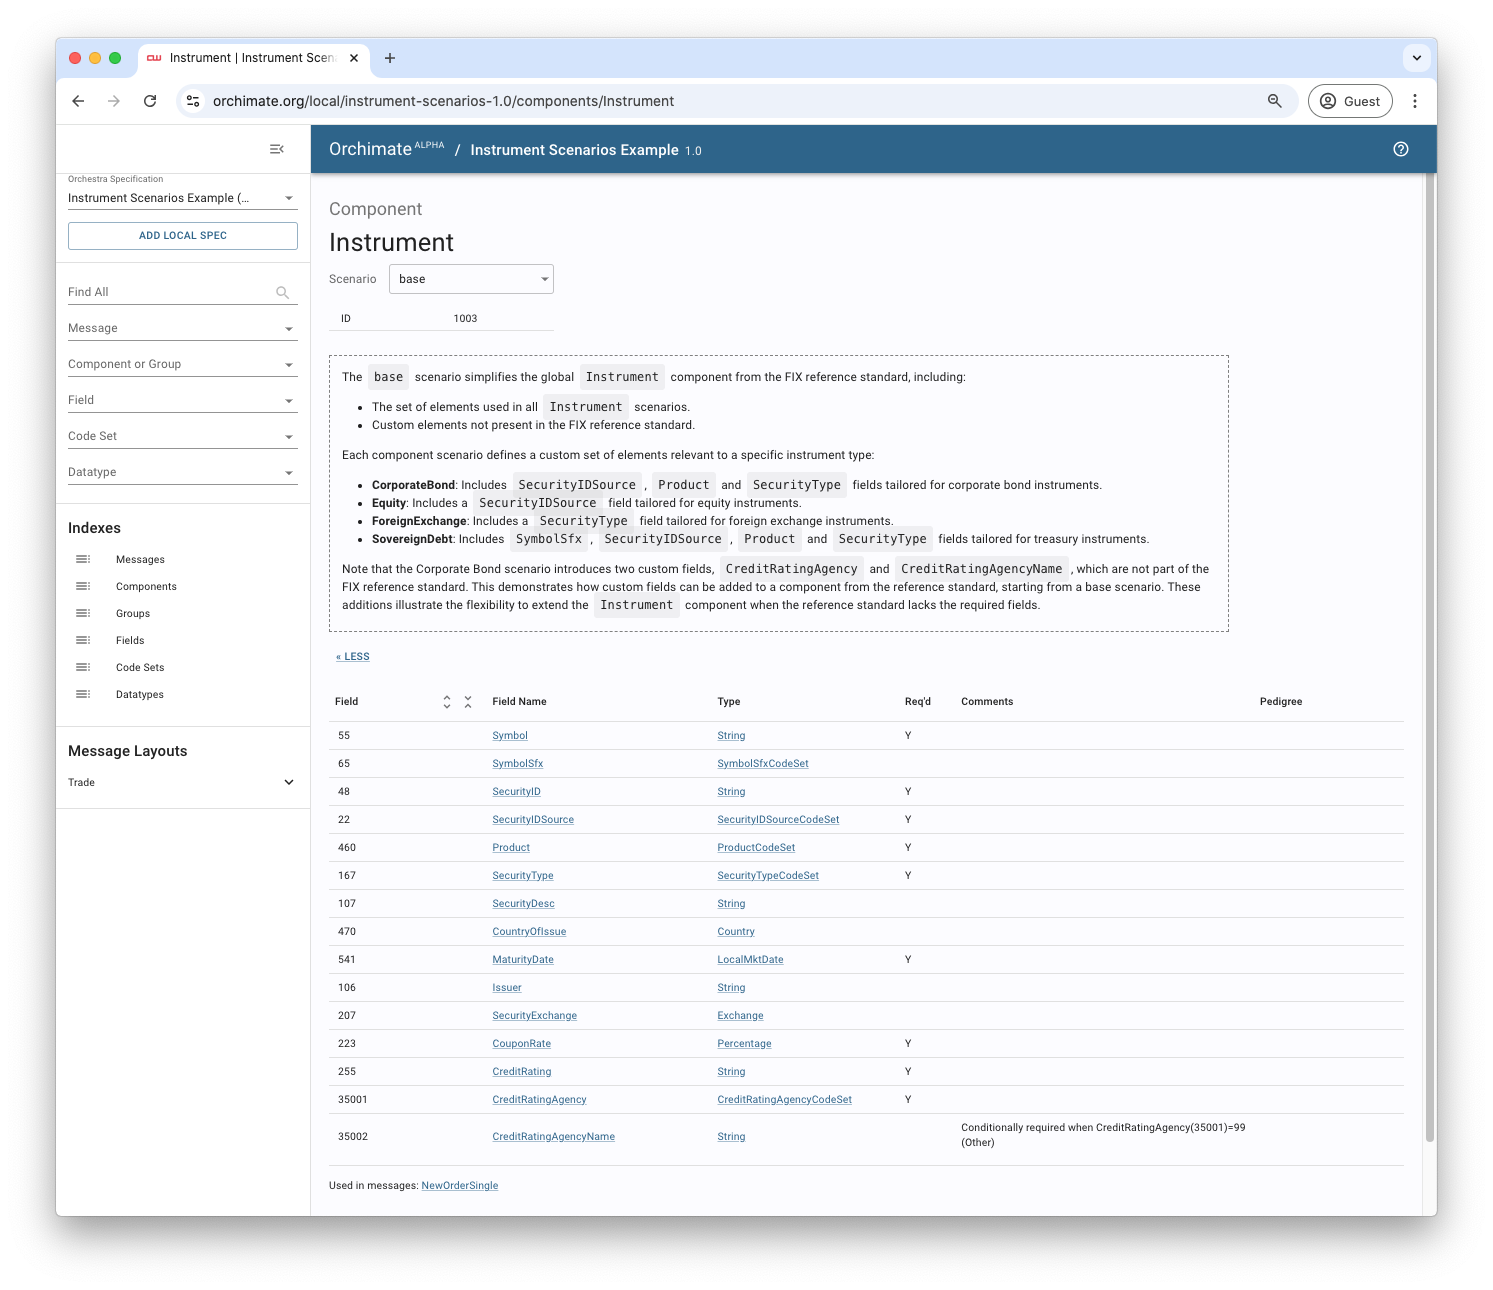 Instrument | Instrument Scen
orchimate.org/local/instrument-scenarios-1.0/components/Instrument
Guest
Orchimate ALPHA / Instrument Scenarios Example 1.0
Orchestra Specification
Instrument Scenarios Example (...
ADD LOCAL SPEC
Find All
Message
Component or Group
Field
Code Set
Datatype
Indexes
Messages
Components
Groups
Fields
Code Sets
Datatypes
Message Layouts
Trade
Component
Instrument
Scenario base
ID 1003
The base scenario simplifies the global Instrument component from the FIX reference standard, including:
• The set of elements used in all Instrument scenarios.
• Custom elements not present in the FIX reference standard.
Each component scenario defines a custom set of elements relevant to a specific instrument type:
• CorporateBond: Includes SecurityIDSource , Product and SecurityType fields tailored for corporate bond instruments.
• Equity: Includes a SecurityIDSource field tailored for equity instruments.
• ForeignExchange: Includes a SecurityType field tailored for foreign exchange instruments.
• SovereignDebt: Includes SymbolSfx , SecurityIDSource , Product and SecurityType fields tailored for treasury instruments.
Note that the Corporate Bond scenario introduces two custom fields, CreditRatingAgency and CreditRatingAgencyName , which are not part of the
FIX reference standard. This demonstrates how custom fields can be added to a component from the reference standard, starting from a base scenario. These
additions illustrate the flexibility to extend the Instrument component when the reference standard lacks the required fields.
« LESS
Field Field Name Type Req'd Comments Pedigree
55 Symbol String Y
65 SymbolSfx SymbolSfxCodeSet
48 SecurityID String Y
22 SecurityIDSource SecurityIDSourceCodeSet Y
460 Product ProductCodeSet Y
167 SecurityType SecurityTypeCodeSet Y
107 SecurityDesc String
470 CountryOfIssue Country
541 MaturityDate LocalMktDate Y
106 Issuer String
207 SecurityExchange Exchange
223 CouponRate Percentage Y
255 CreditRating String Y
35001 CreditRatingAgency CreditRatingAgencyCodeSet Y
35002 CreditRatingAgencyName String Conditionally required when CreditRatingAgency(35001)=99
(Other)
Used in messages: NewOrderSingle